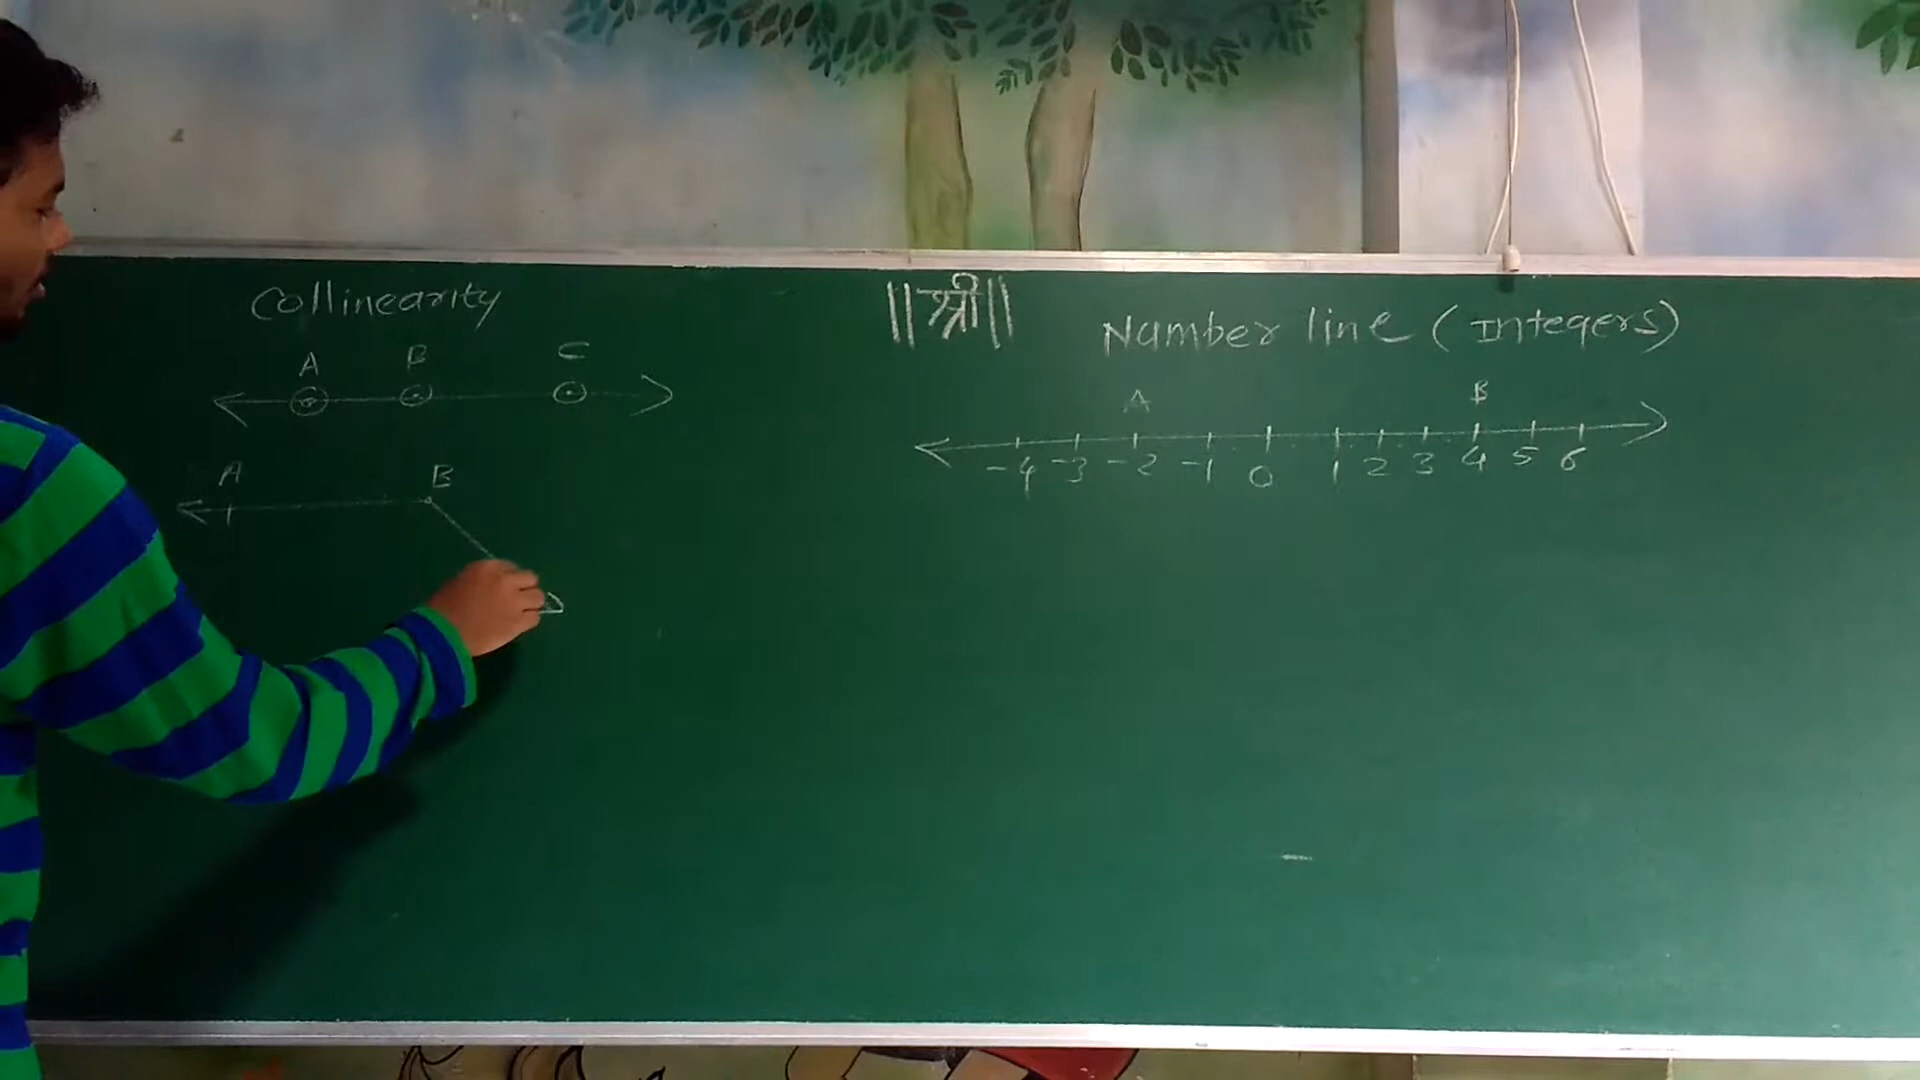 Collinearity
A B C
A B
||श्री||
Number line (Integers)
A B
-4 -3 -2 -1 0 1 2 3 4 5 6